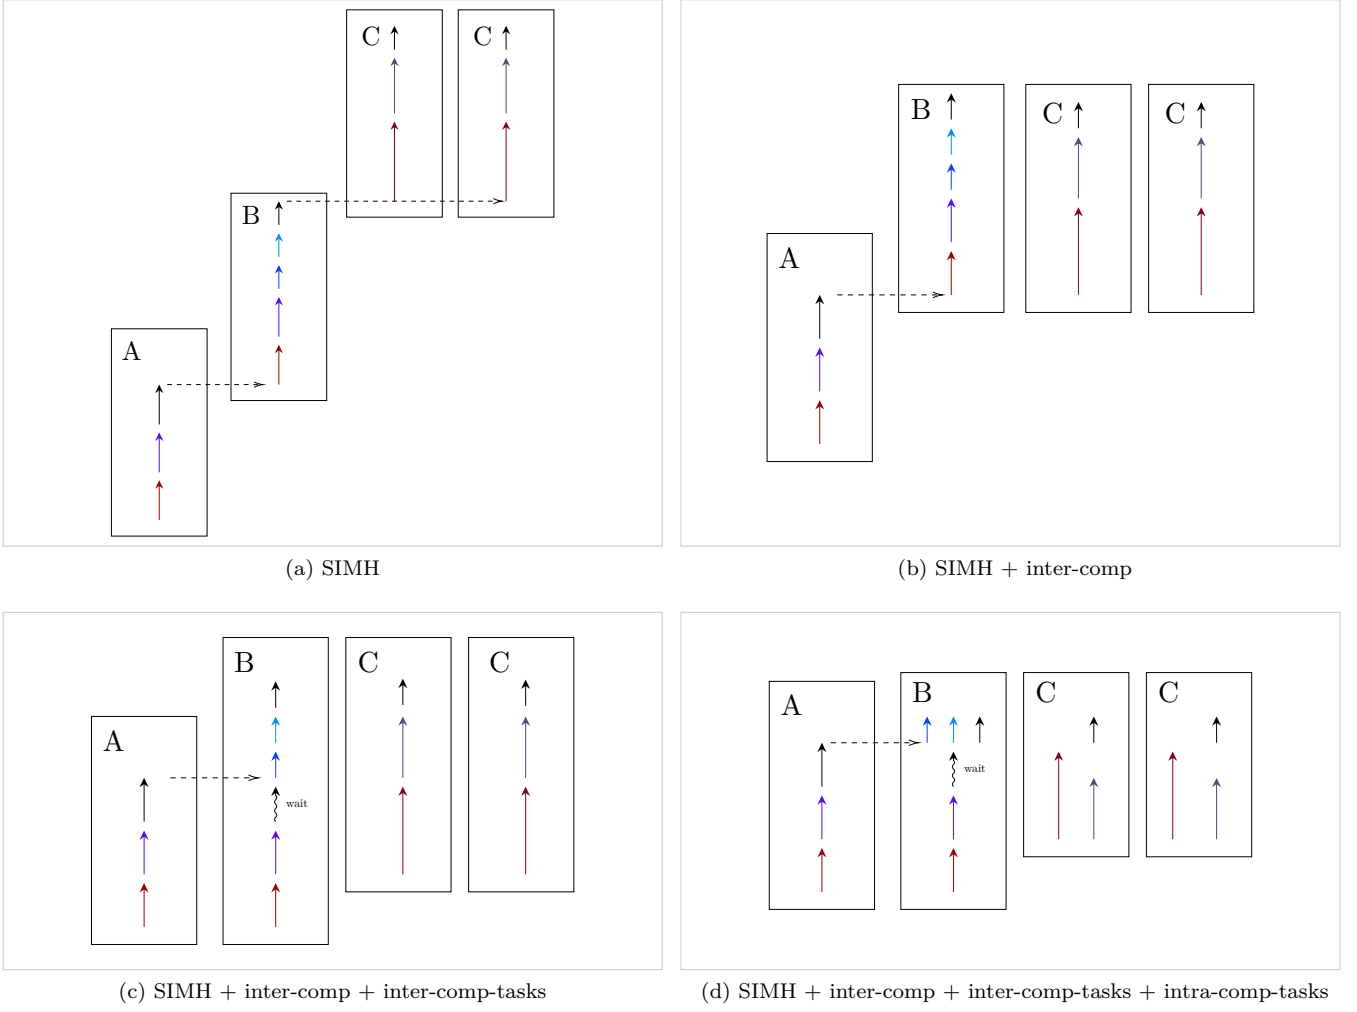 C C
B
A
(a) SIMH
B C C
A
(b) SIMH + inter-comp
B C C
A
wait
(c) SIMH + inter-comp + inter-comp-tasks
B C C
A
wait
(d) SIMH + inter-comp + inter-comp-tasks + intra-comp-tasks